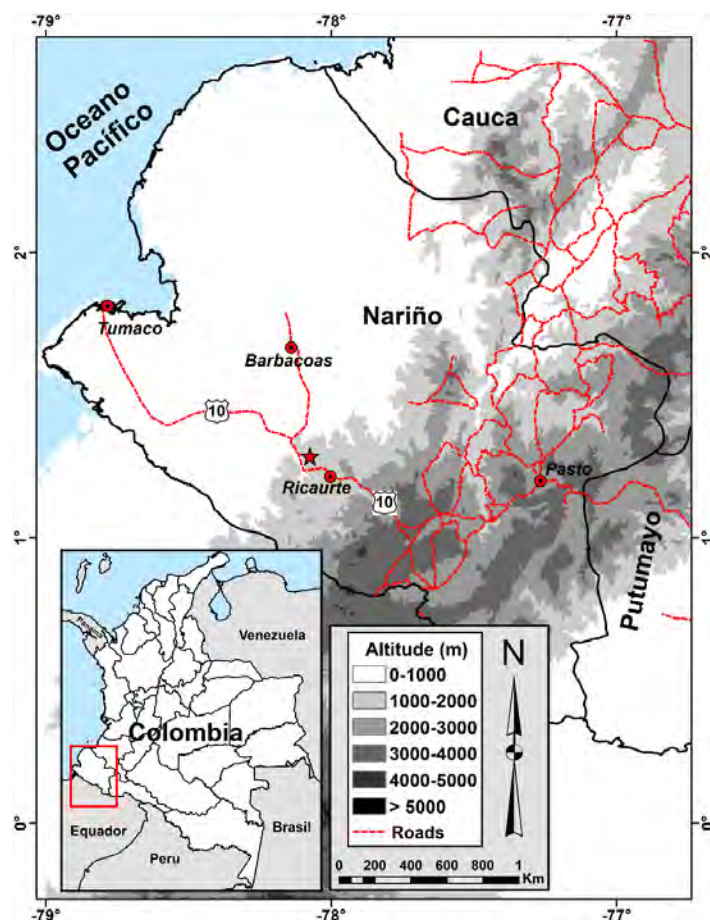 -79°
-78°
-77°
Oceano
Pacífico
Cauca
2°
2°
Nariño
Tumaco
Barbacoas
10
Ricaurte
Pasto
10
1°
1°
Putumayo
Panamá
Venezuela
Colombia
Equador
Peru
Brasil
Altitude (m)
0-1000
1000-2000
2000-3000
3000-4000
4000-5000
> 5000
Roads
N
0 200 400 600 800 1
Km
0°
0°
-79°
-78°
-77°